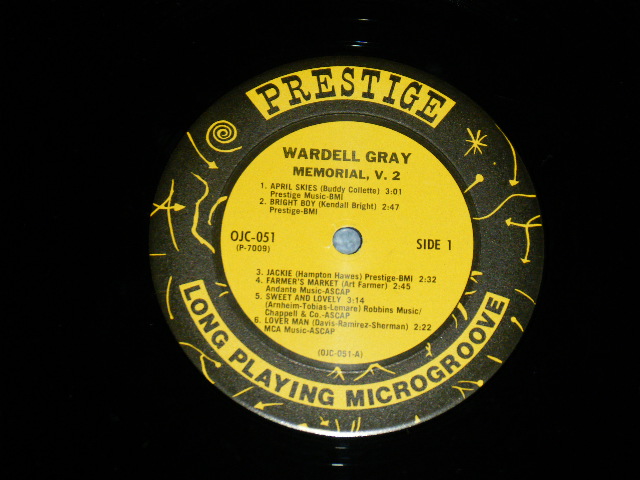 PRESTIGE
WARDELL GRAY
MEMORIAL, V. 2
1. APRIL SKIES (Buddy Collette) 3:01
Prestige Music-BMI
2. BRIGHT BOY (Kendall Bright) 2:47
Prestige-BMI
OJC-051
(P-7009)
SIDE 1
3. JACKIE (Hampton Hawes) Prestige-BMI 2:32
4. FARMER'S MARKET (Art Farmer) 2:45
Andante Music-ASCAP
5. SWEET AND LOVELY 3:14
(Arnheim-Tobias-Lemare) Robbins Music/
Chappell & Co.-ASCAP
6. LOVER MAN (Davis-Ramirez-Sherman) 2:22
MCA Music-ASCAP
(OJC-051-A)
LONG PLAYING MICROGROOVE